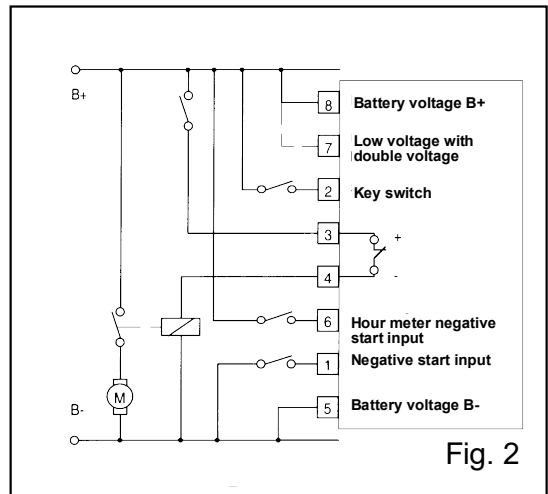 B+
8 Battery voltage B+
7 Low voltage with
double voltage
2 Key switch
3 +
4 -
6 Hour meter negative
start input
1 Negative start input
M
B-
5 Battery voltage B-
Fig. 2